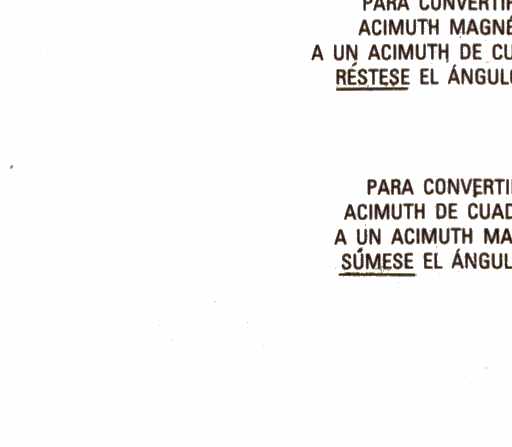 PARA CONVERTIR
ACIMUTH MAGNÉ
A UN ACIMUTH DE CU
RÉSTESE EL ÁNGULO
PARA CONVERTI
ACIMUTH DE CUAD
A UN ACIMUTH MA
SÚMESE EL ÁNGUL